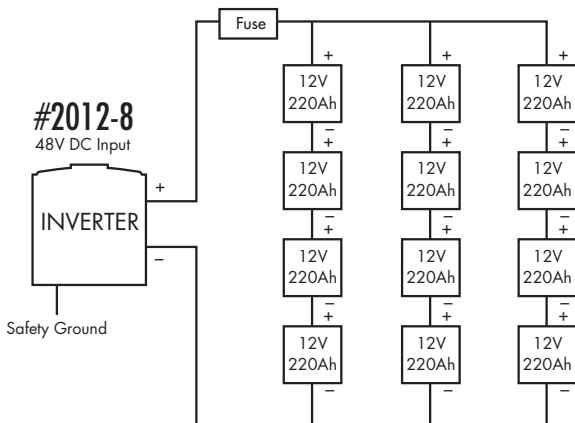 Fuse
#2012-8
48V DC Input
INVERTER
+
−
Safety Ground
+
12V
220Ah
−
+
12V
220Ah
−
+
12V
220Ah
−
+
12V
220Ah
+
12V
220Ah
−
+
12V
220Ah
−
+
12V
220Ah
−
+
12V
220Ah
+
12V
220Ah
−
+
12V
220Ah
−
+
12V
220Ah
−
+
12V
220Ah